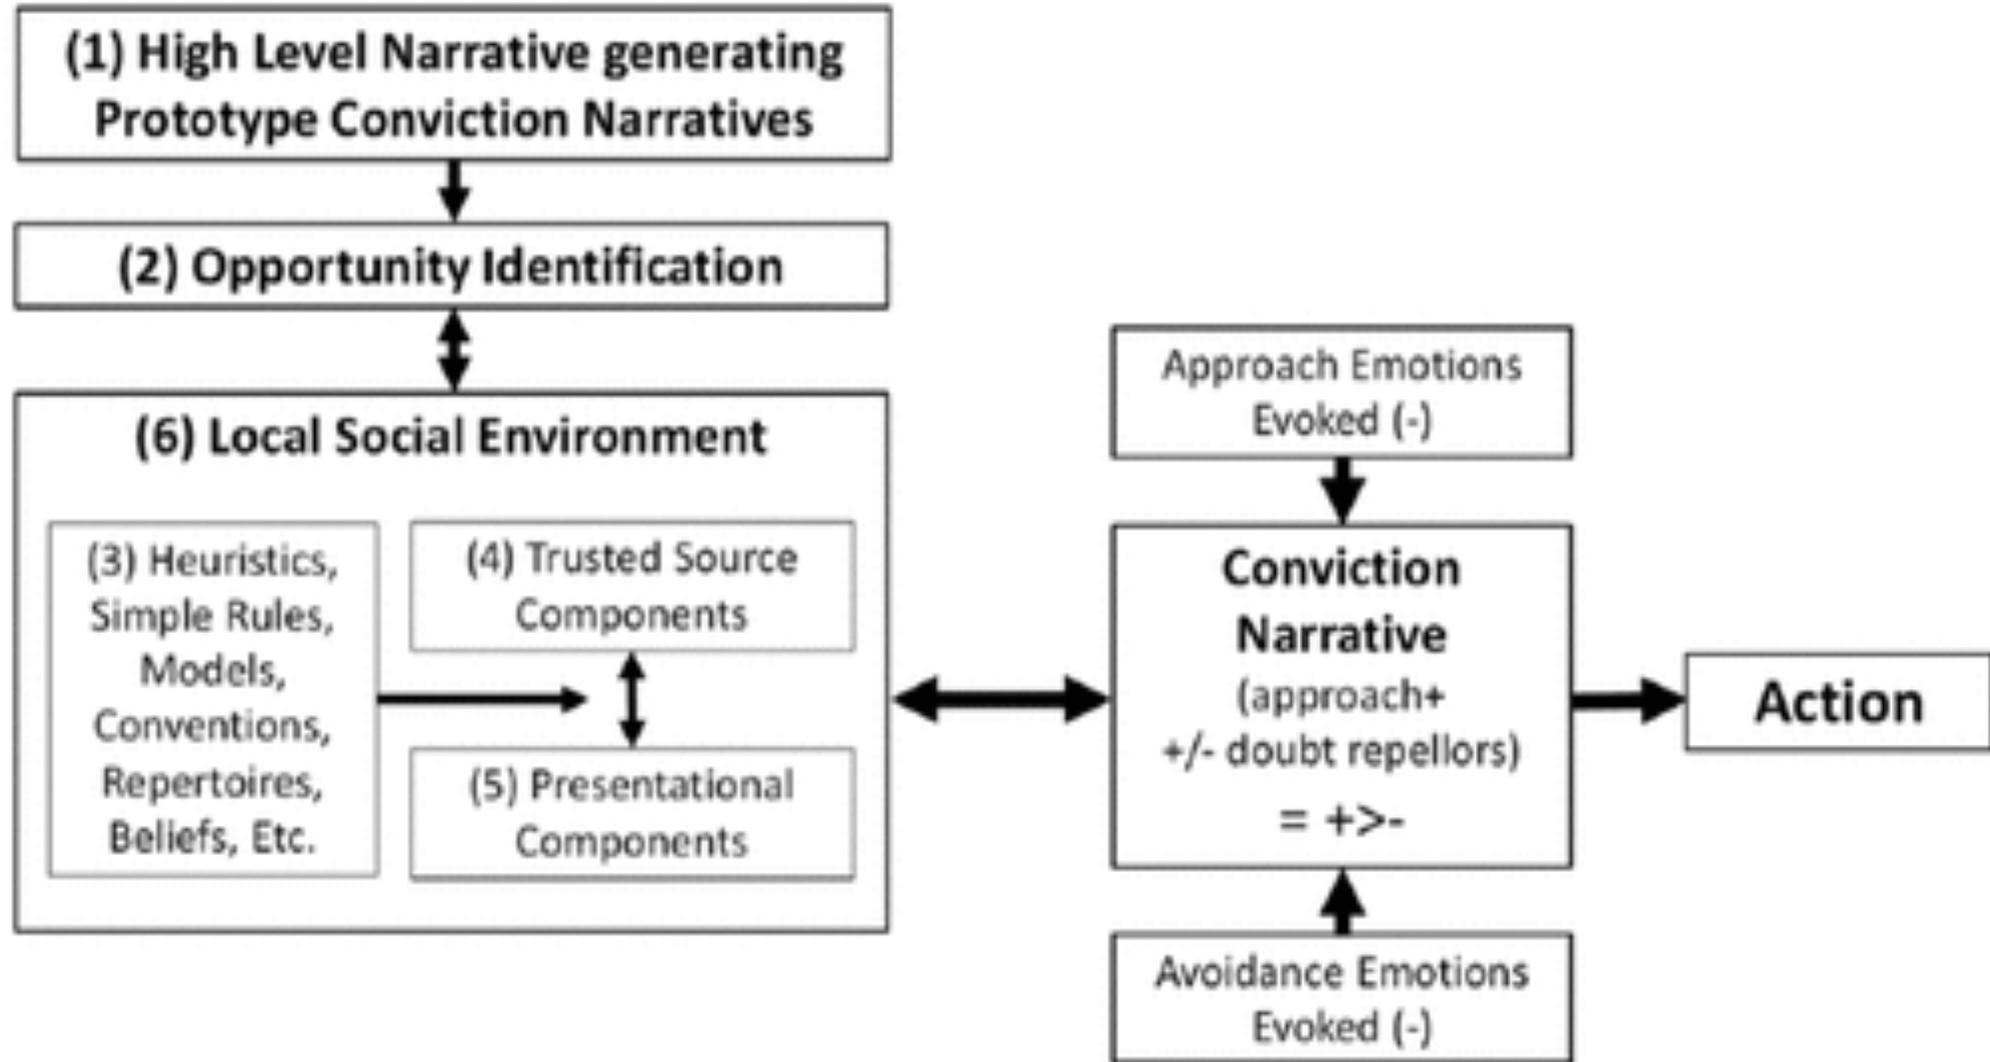 (1) High Level Narrative generating
Prototype Conviction Narratives
(2) Opportunity Identification
(6) Local Social Environment
(3) Heuristics,
Simple Rules,
Models,
Conventions,
Repertoires,
Beliefs, Etc.
(4) Trusted Source
Components
(5) Presentational
Components
Approach Emotions
Evoked (-)
Conviction
Narrative
(approach+
+/- doubt repellors)
= +>-
Avoidance Emotions
Evoked (-)
Action